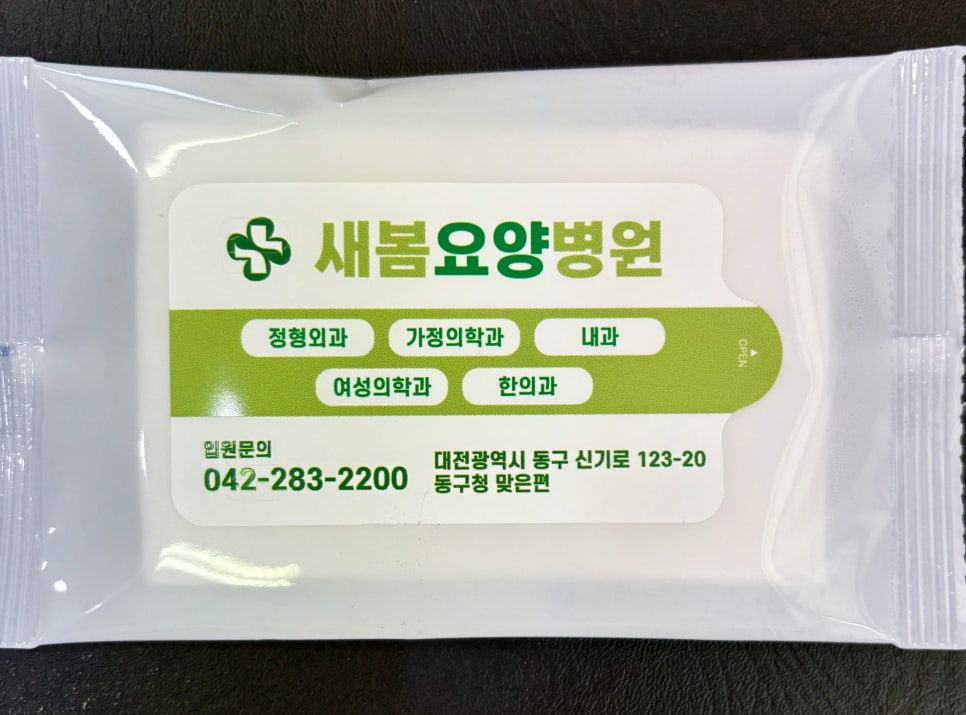 새봄요양병원
정형외과 가정의학과 내과
여성의학과 한의과
OPEN
입원문의
042-283-2200
대전광역시 동구 신기로 123-20
동구청 맞은편